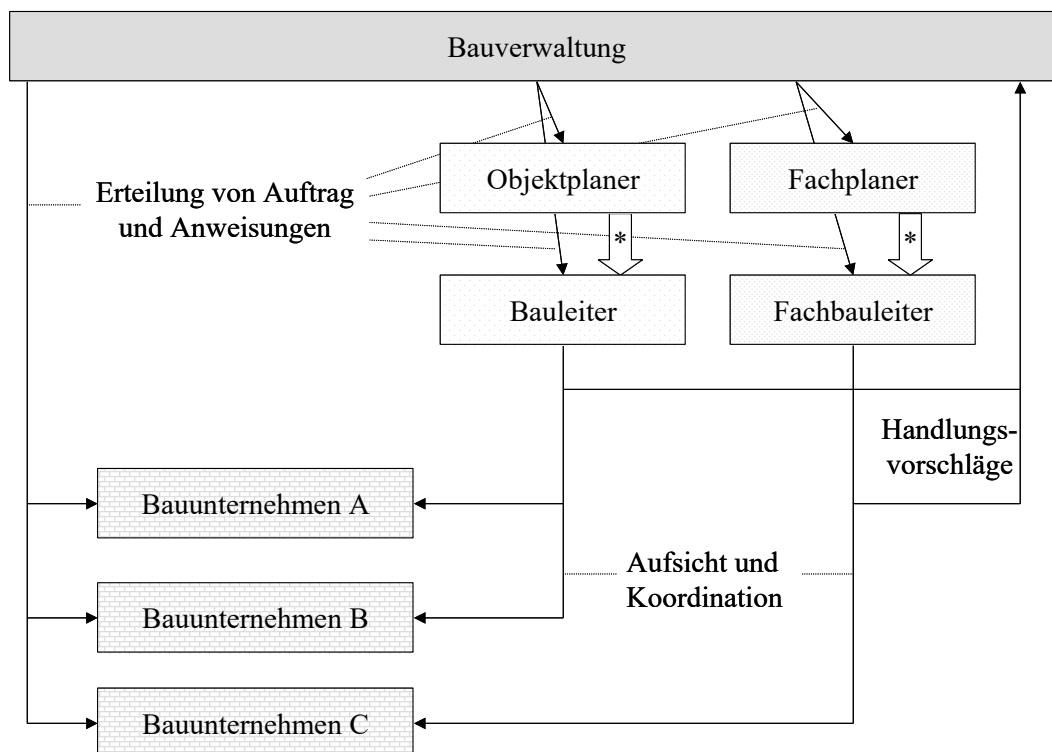 Bauverwaltung
Objektplaner
Fachplaner
Erteilung von Auftrag
und Anweisungen
*
*
Bauleiter
Fachbauleiter
Handlungs-
vorschläge
Bauunternehmen A
Aufsicht und
Koordination
Bauunternehmen B
Bauunternehmen C